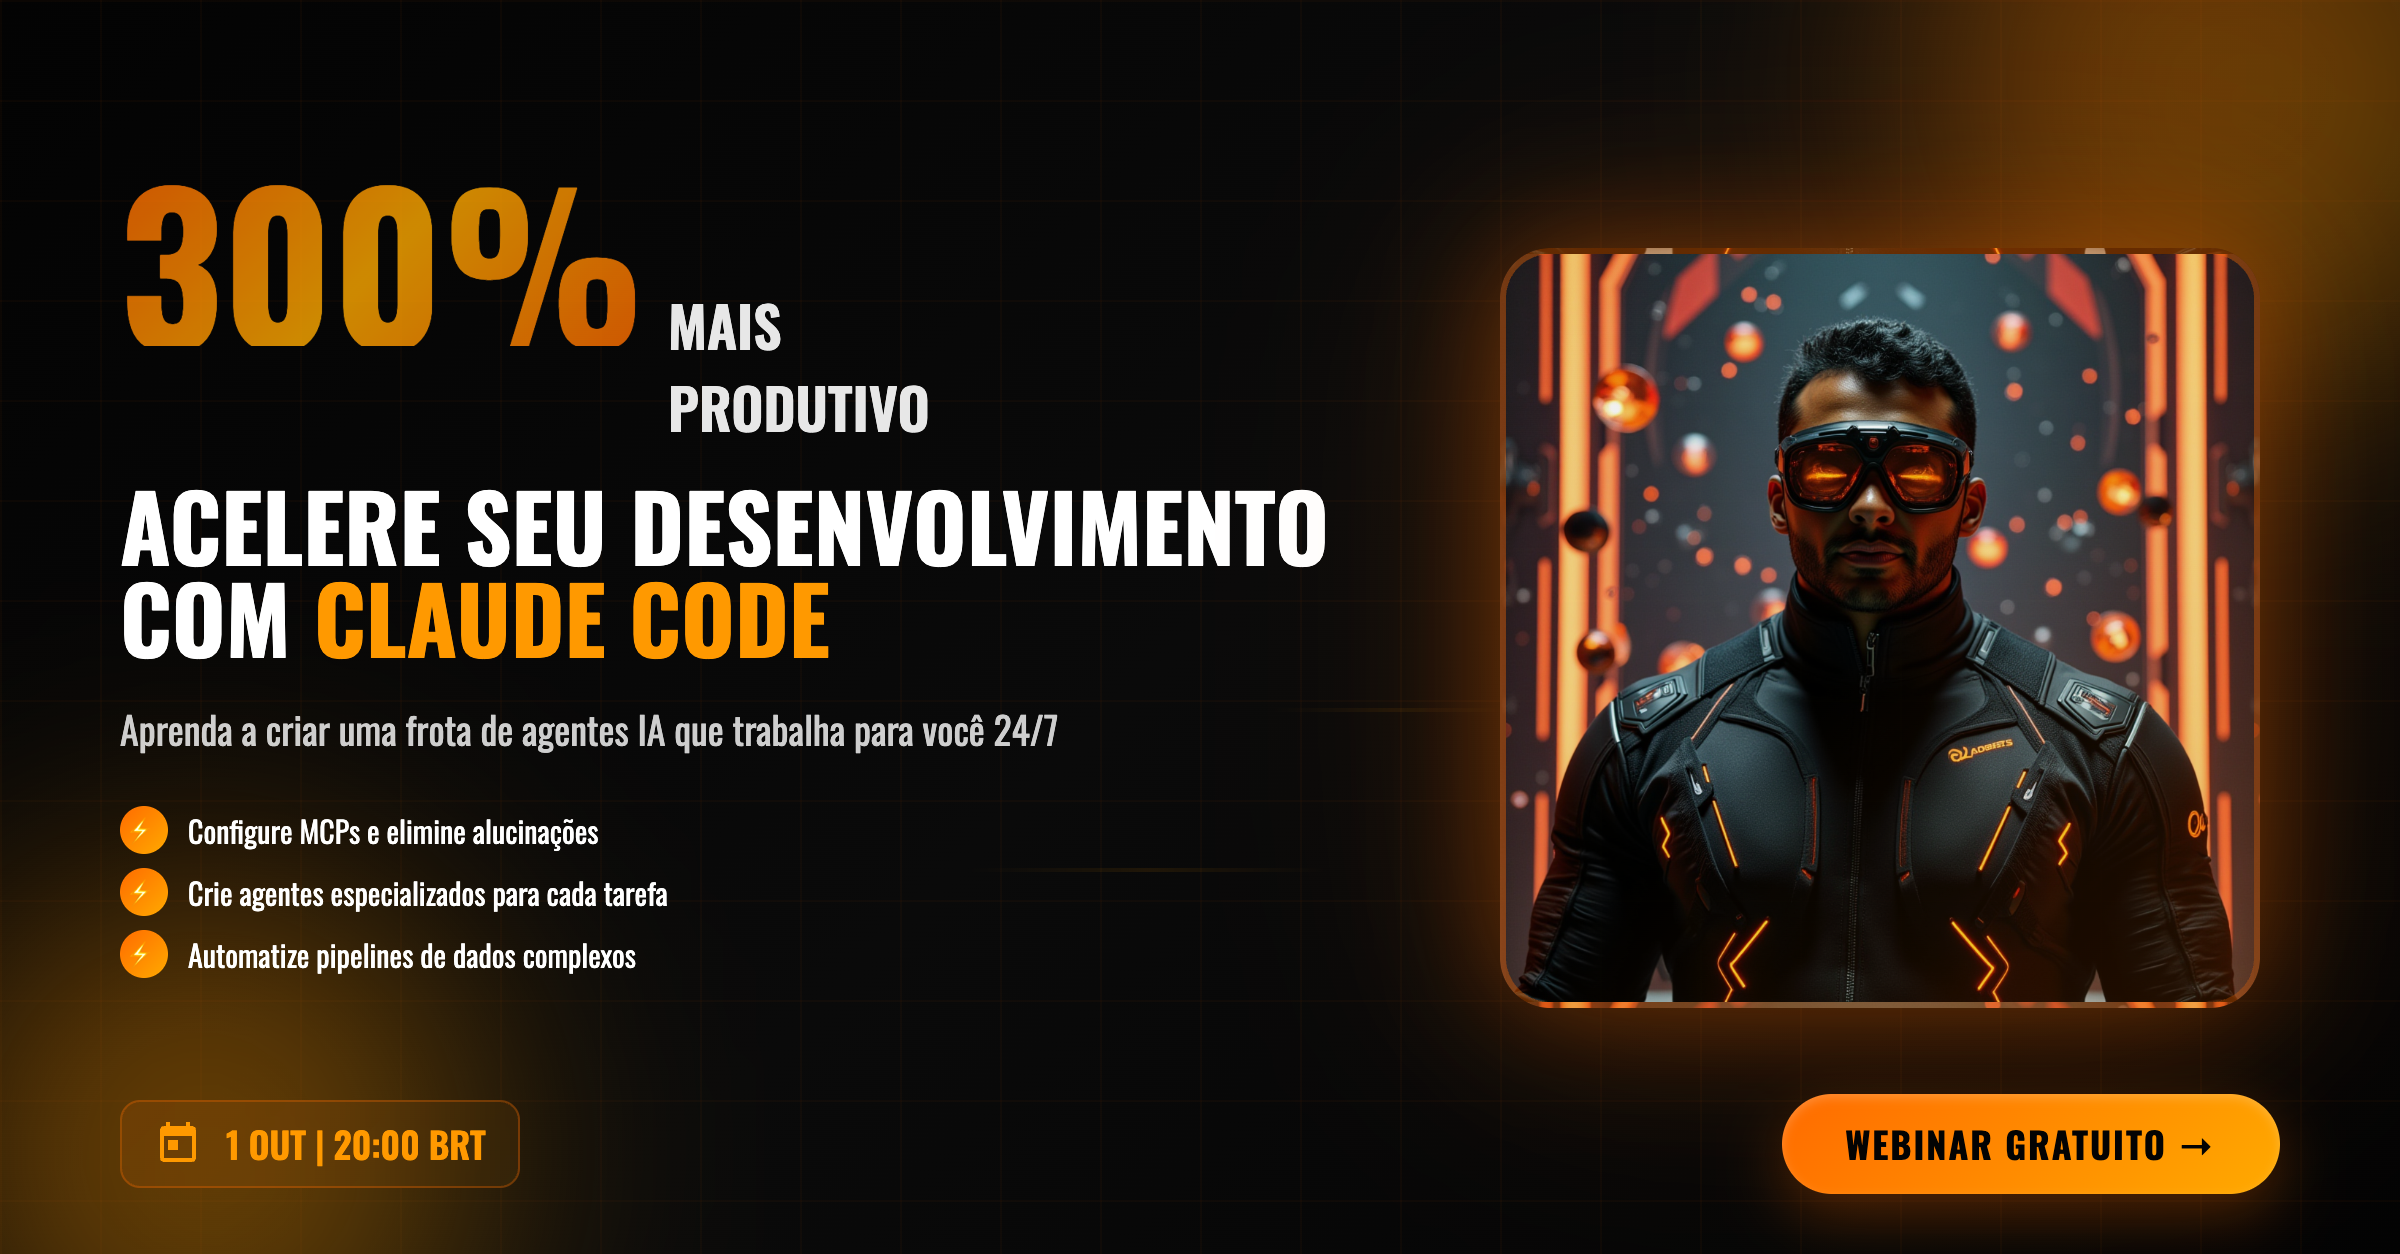 300%
MAIS
PRODUTIVO
ACELERE SEU DESENVOLVIMENTO
COM CLAUDE CODE
Aprenda a criar uma frota de agentes IA que trabalha para você 24/7
Configure MCPs e elimine alucinações
Crie agentes especializados para cada tarefa
Automatize pipelines de dados complexos
1 OUT | 20:00 BRT
WEBINAR GRATUITO →